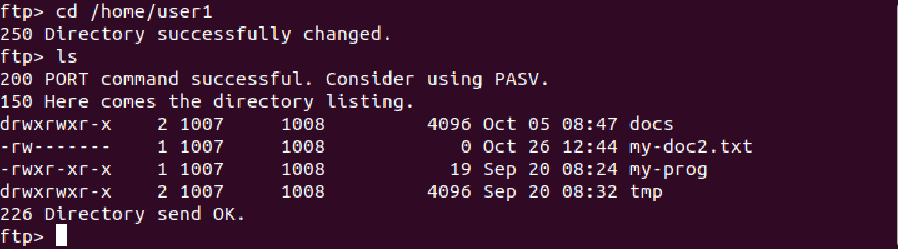 ftp> cd /home/user1
250 Directory successfully changed.
ftp> ls
200 PORT command successful. Consider using PASV.
150 Here comes the directory listing.
drwxrwxr-x    2 1007     1008         4096 Oct 05 08:47 docs
-rw-------    1 1007     1008            0 Oct 26 12:44 my-doc2.txt
-rwxr-xr-x    1 1007     1008           19 Sep 20 08:24 my-prog
drwxrwxr-x    2 1007     1008         4096 Sep 20 08:32 tmp
226 Directory send OK.
ftp>